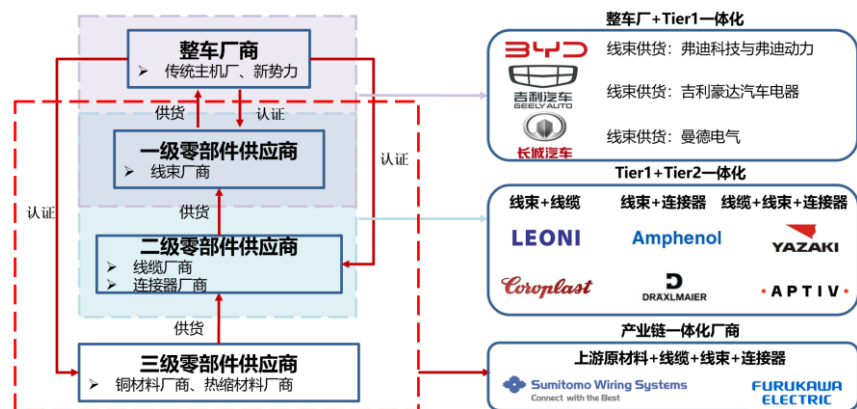 整车厂商
➢ 传统主机厂、新势力
供货
认证
一级零部件供应商
➢ 线束厂商
认证
供货
认证
二级零部件供应商
➢ 线缆厂商
➢ 连接器厂商
供货
三级零部件供应商
➢ 铜材料厂商、热缩材料厂商
整车厂+Tier1一体化
BYD
线束供货：弗迪科技与弗迪动力
吉利汽车
GEELY AUTO
线束供货：吉利豪达汽车电器
长城汽车
线束供货：曼德电气
Tier1+Tier2一体化
线束+线缆
线束+连接器
线缆+线束+连接器
LEONI
Amphenol
YAZAKI
Coroplast
D
DRÄXLMAIER
• APTIV •
产业链一体化厂商
上游原材料+线缆+线束+连接器
Sumitomo Wiring Systems
Connect with the Best
FURUKAWA
ELECTRIC